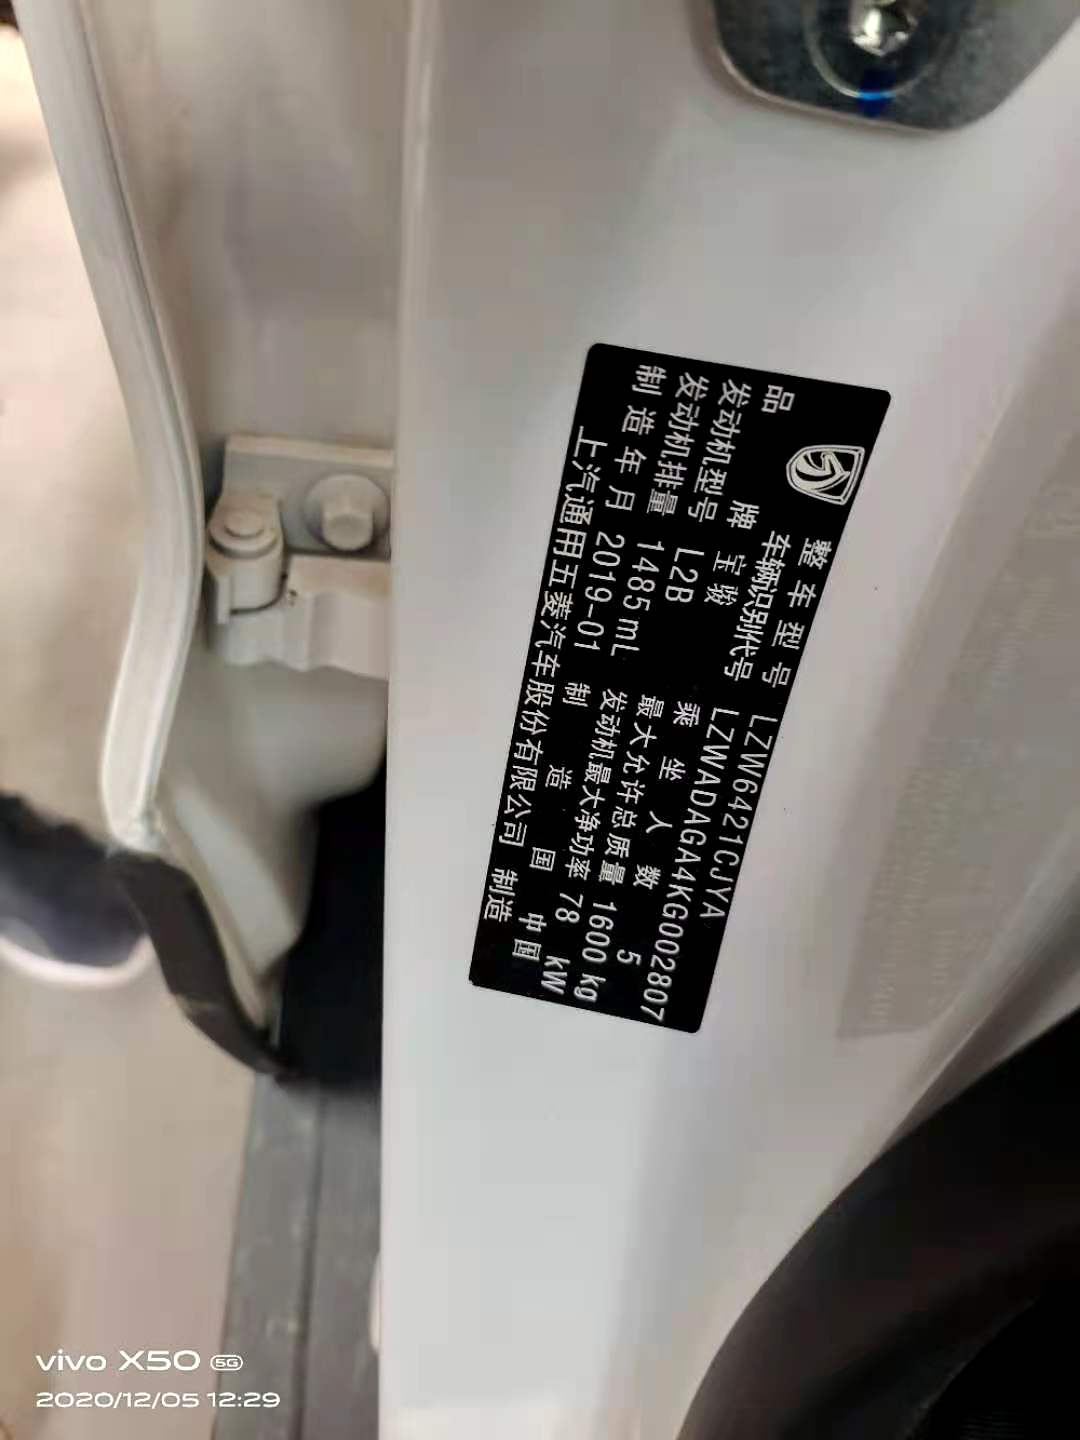 整车型号 LZW6421CJYA
车辆识别代号 LZWADAGA4KG002807
品牌 宝骏 乘坐人数 5
发动机型号 L2B 最大允许总质量 1600 kg
发动机排量 1485 mL 发动机最大净功率 78 kW
制造年月 2019-01 制造国 中国
上汽通用五菱汽车股份有限公司 制造
vivo X50 5G
2020/12/05 12:29